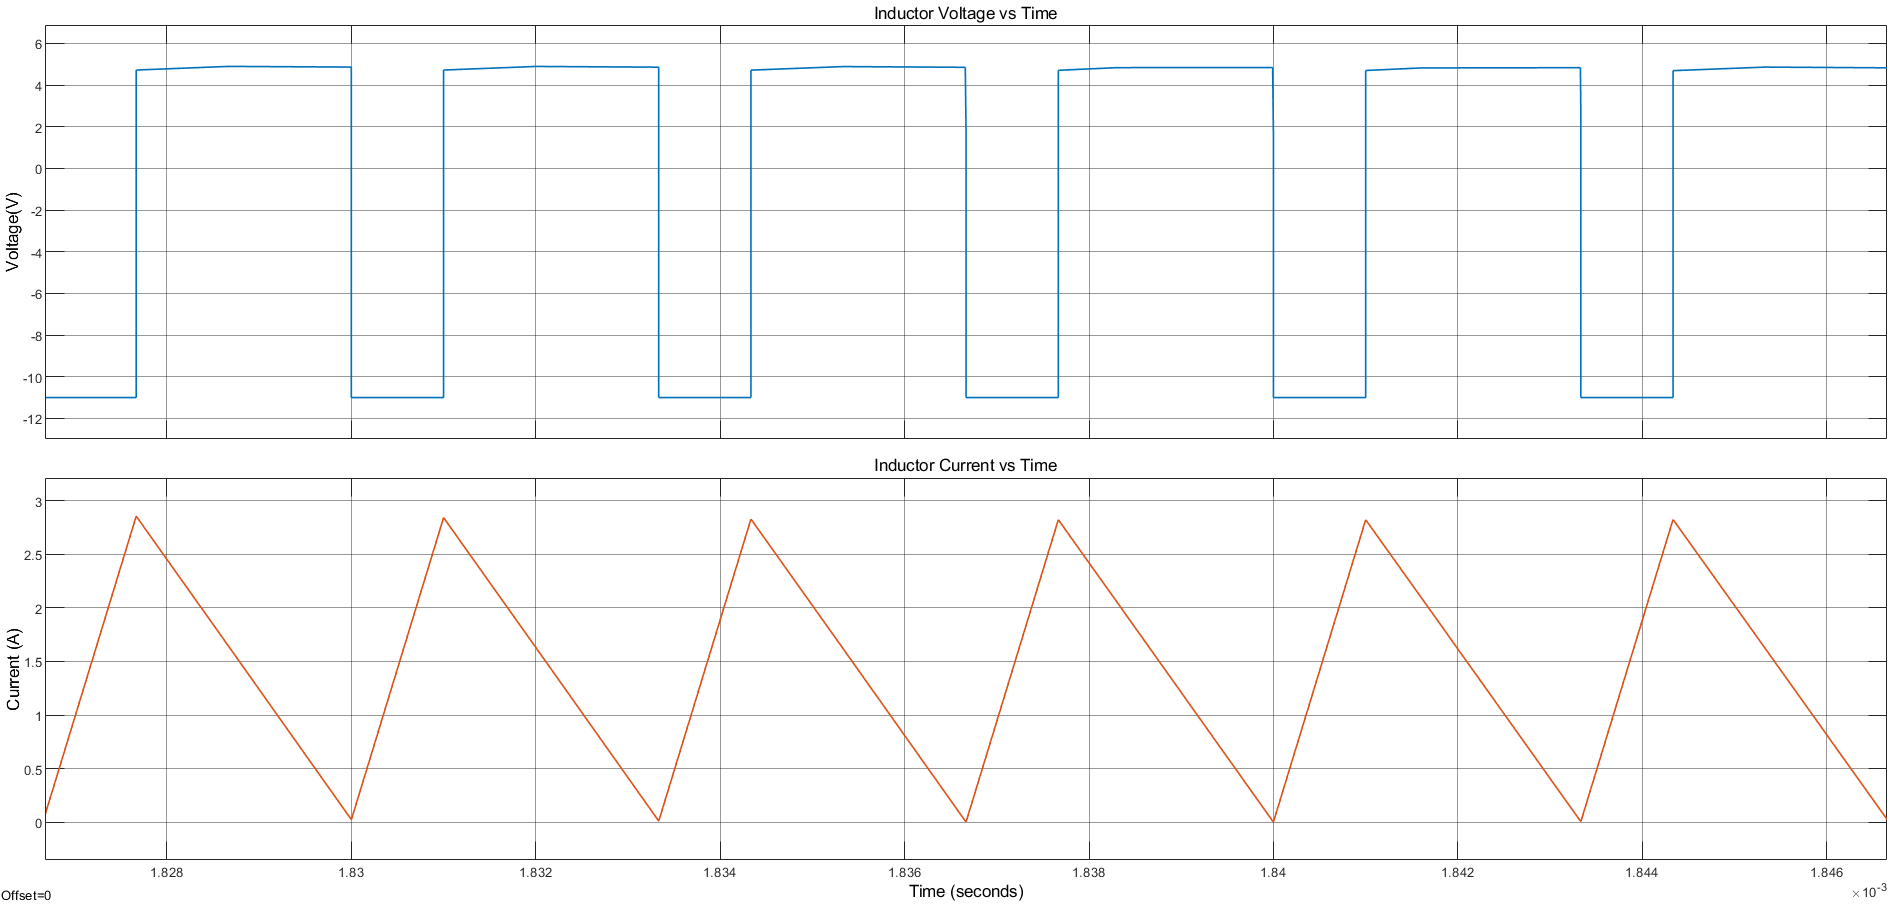 Inductor Voltage vs Time
6
4
2
0
-2
-4
-6
-8
-10
-12
Voltage(V)
Inductor Current vs Time
3
2.5
2
1.5
1
0.5
0
Current (A)
1.828 1.83 1.832 1.834 1.836 1.838 1.84 1.842 1.844 1.846
Offset=0 Time (seconds) ×10⁻³